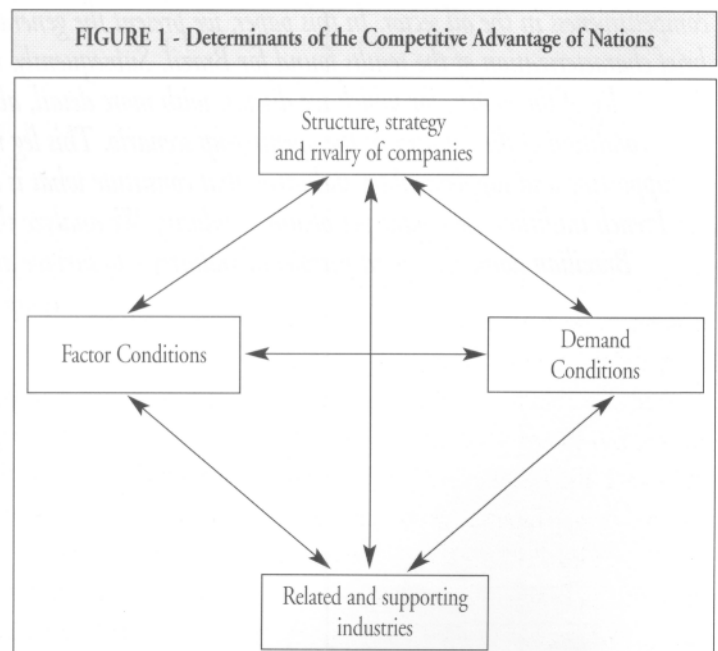 FIGURE 1 - Determinants of the Competitive Advantage of Nations
Structure, strategy
and rivalry of companies
Factor Conditions
Demand
Conditions
Related and supporting
industries